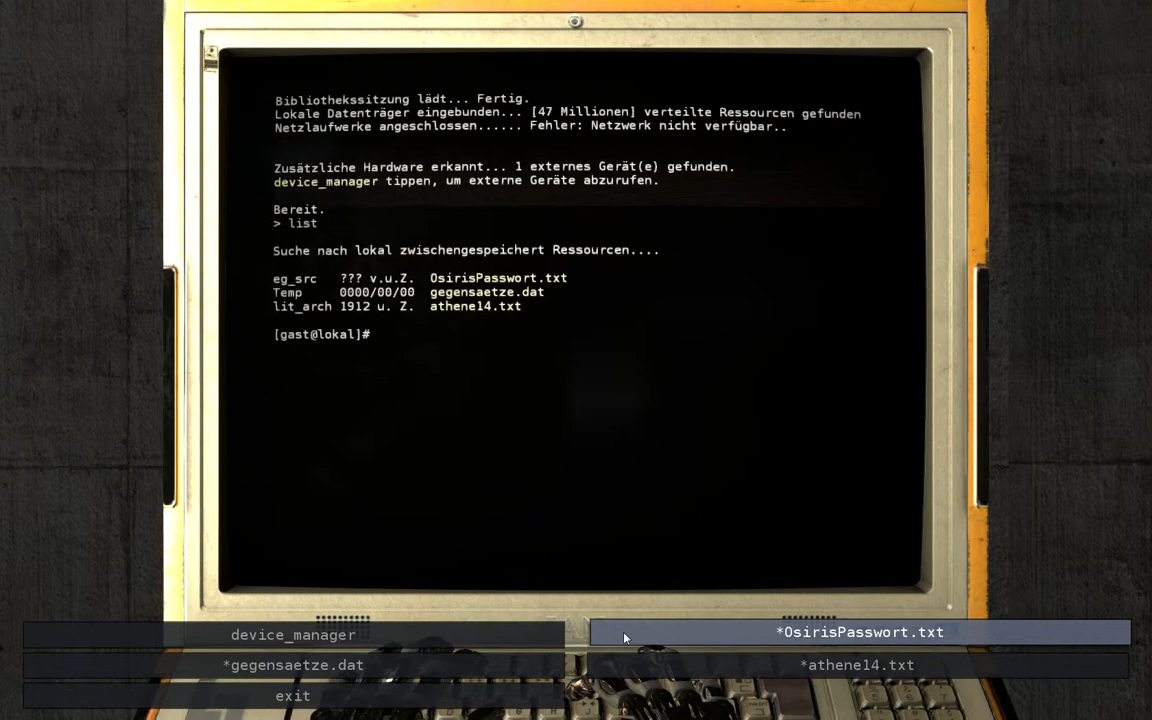 Bibliothekssitzung lädt... Fertig.
Lokale Datenträger eingebunden... [47 Millionen] verteilte Ressourcen gefunden
Netzlaufwerke angeschlossen...... Fehler: Netzwerk nicht verfügbar..
Zusätzliche Hardware erkannt... 1 externes Gerät(e) gefunden.
device_manager tippen, um externe Geräte abzurufen.
Bereit.
> list
Suche nach lokal zwischengespeichert Ressourcen....
eg_src ??? v.u.Z. OsirisPasswort.txt
Temp 0000/00/00 gegensaetze.dat
lit_arch 1912 u. Z. athene14.txt
[gast@lokal]#
device_manager
*OsirisPasswort.txt
*gegensaetze.dat
*athene14.txt
exit